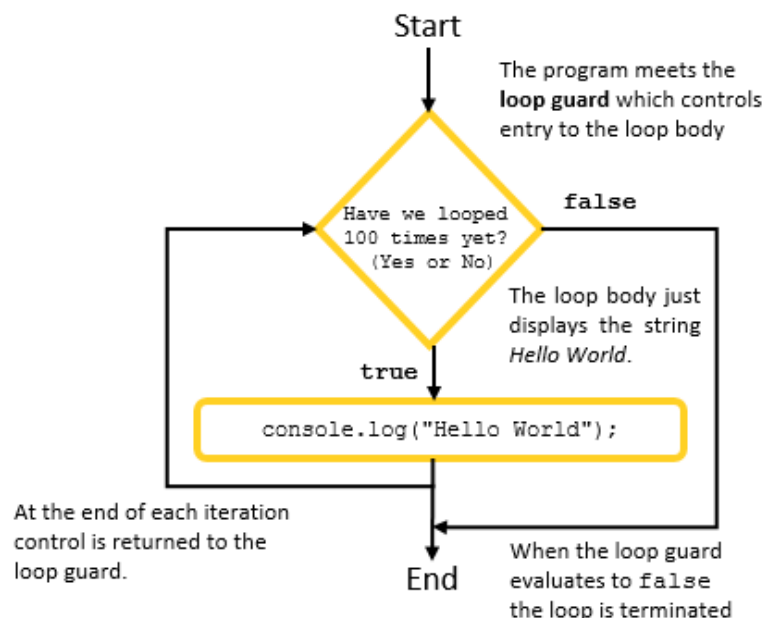 Start
The program meets the
loop guard which controls
entry to the loop body
false
Have we looped
100 times yet?
(Yes or No)
The loop body just
displays the string
Hello World.
true
console.log("Hello World");
At the end of each iteration
control is returned to the
loop guard.
End
When the loop guard
evaluates to false
the loop is terminated